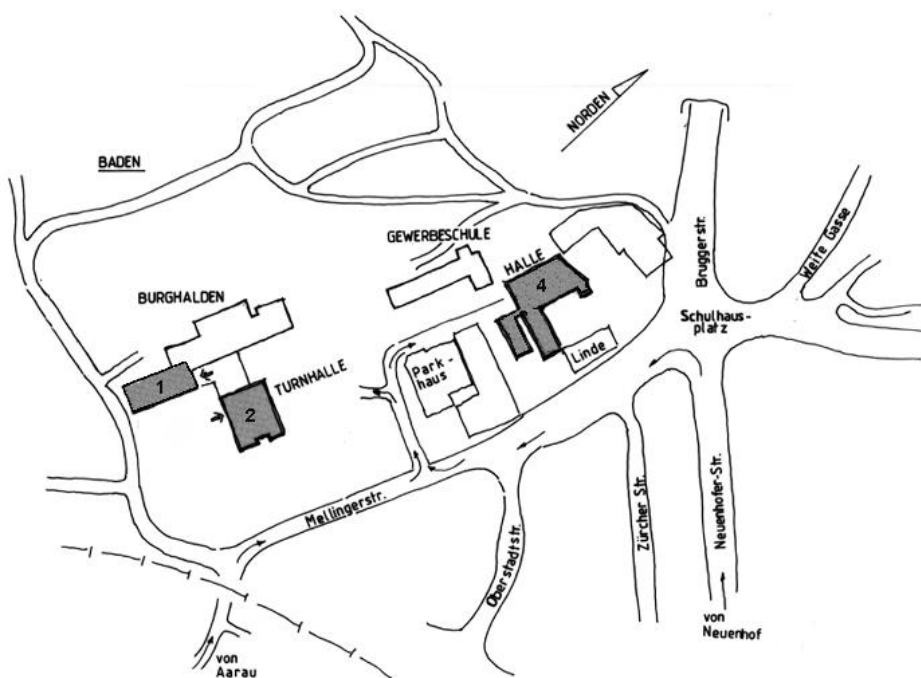 NORDEN
BADEN
Bruggerstr.
Weite Gasse
GEWERBESCHULE
HALLE
4
BURGHALDEN
Schulhaus-
platz
Linde
Park-
haus
TURNHALLE
1
2
Mellingerstr.
Oberstadtstr.
Zürcher Str.
Neuenhofer-Str.
von
Neuenhof
von
Aarau